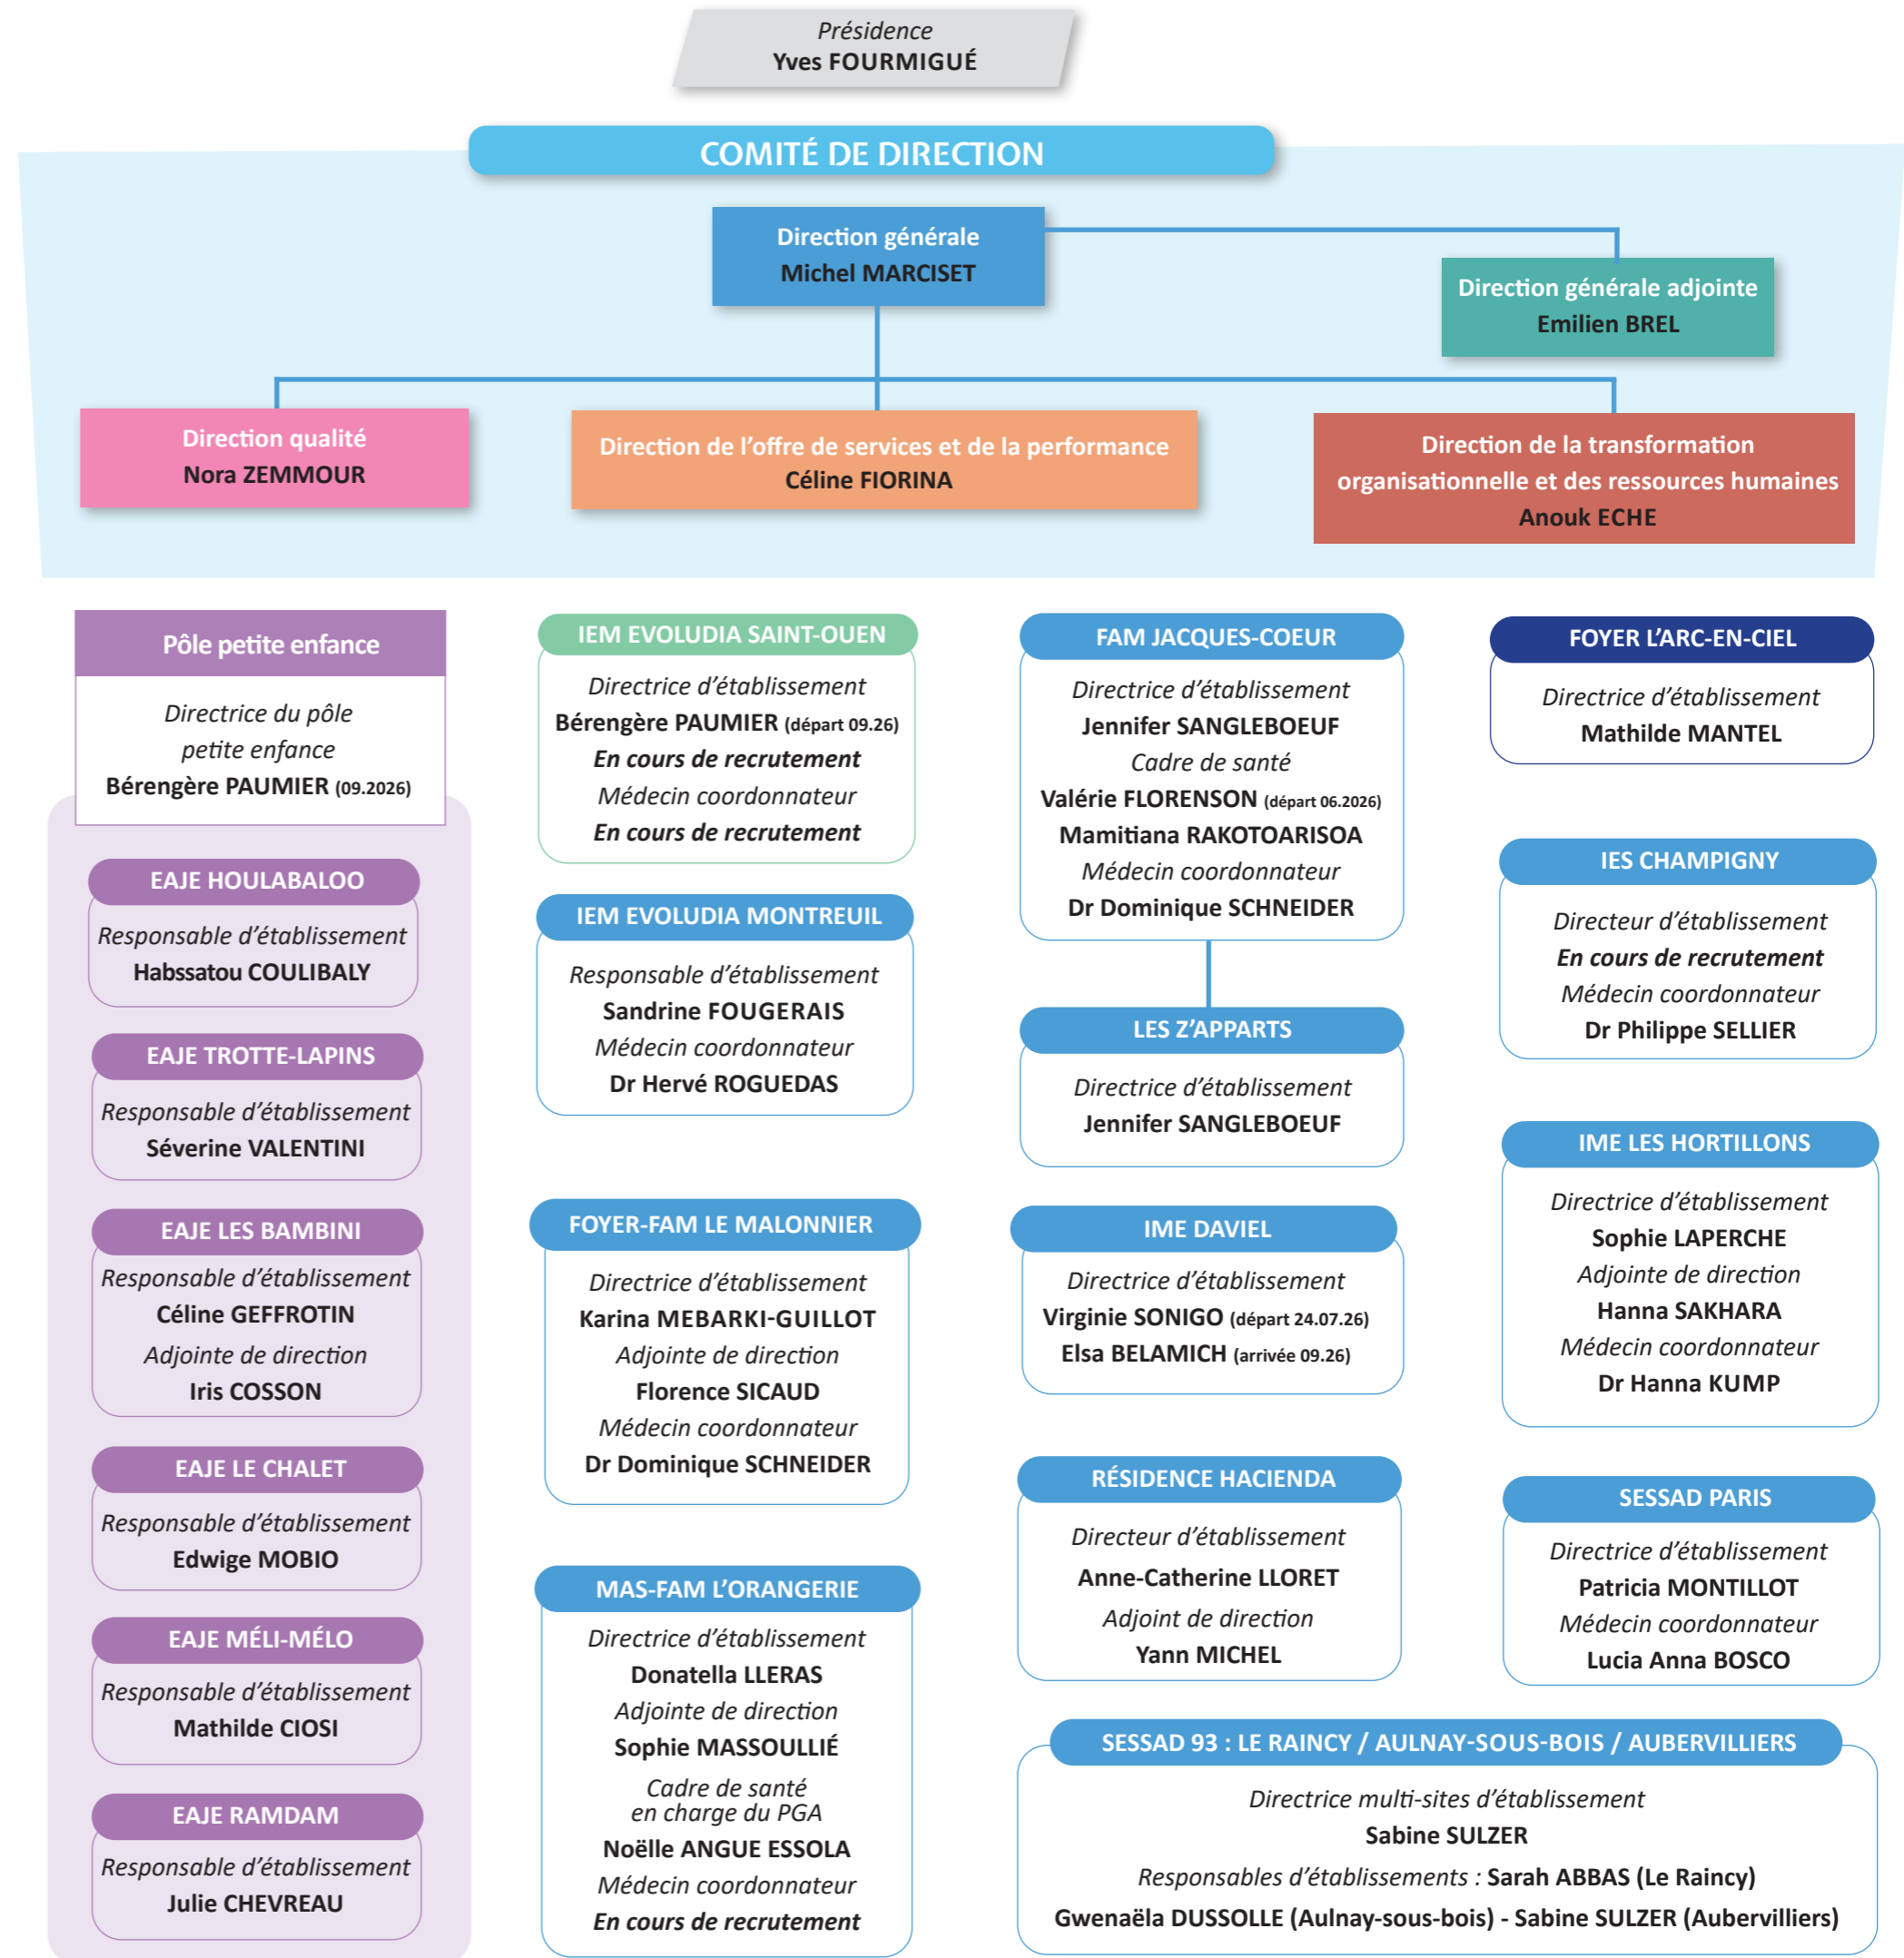 Présidence
Yves FOURMIGUÉ
COMITÉ DE DIRECTION
Direction générale
Michel MARCISET
Direction générale adjointe
Emilien BREL
Direction qualité
Nora ZEMMOUR
Direction de l’offre de services et de la performance
Céline FIORINA
Direction de la transformation
organisationnelle et des ressources humaines
Anouk ECHE
Pôle petite enfance
Directrice du pôle
petite enfance
Bérengère PAUMIER (09.2026)
EAJE HOULABALOO
Responsable d’établissement
Habssatou COULIBALY
EAJE TROTTE-LAPINS
Responsable d’établissement
Séverine VALENTINI
EAJE LES BAMBINI
Responsable d’établissement
Céline GEFFROTIN
Adjointe de direction
Iris COSSON
EAJE LE CHALET
Responsable d’établissement
Edwige MOBIO
EAJE MÉLI-MÉLO
Responsable d’établissement
Mathilde CIOSI
EAJE RAMDAM
Responsable d’établissement
Julie CHEVREAU
IEM EVOLUDIA SAINT-OUEN
Directrice d’établissement
Bérengère PAUMIER (départ 09.26)
En cours de recrutement
Médecin coordonnateur
En cours de recrutement
IEM EVOLUDIA MONTREUIL
Responsable d’établissement
Sandrine FOUGERAIS
Médecin coordonnateur
Dr Hervé ROGUEDAS
FOYER-FAM LE MALONNIER
Directrice d’établissement
Karina MEBARKI-GUILLOT
Adjointe de direction
Florence SICAUD
Médecin coordonnateur
Dr Dominique SCHNEIDER
MAS-FAM L’ORANGERIE
Directrice d’établissement
Donatella LLERAS
Adjointe de direction
Sophie MASSOULLIÉ
Cadre de santé
en charge du PGA
Noëlle ANGUE ESSOLA
Médecin coordonnateur
En cours de recrutement
FAM JACQUES-COEUR
Directrice d’établissement
Jennifer SANGLEBOEUF
Cadre de santé
Valérie FLORENSON (départ 06.2026)
Mamitiana RAKOTOARISOA
Médecin coordonnateur
Dr Dominique SCHNEIDER
LES Z’APPARTS
Directrice d’établissement
Jennifer SANGLEBOEUF
IME DAVIEL
Directrice d’établissement
Virginie SONIGO (départ 24.07.26)
Elsa BELAMICH (arrivée 09.26)
RÉSIDENCE HACIENDA
Directeur d’établissement
Anne-Catherine LLORET
Adjoint de direction
Yann MICHEL
FOYER L’ARC-EN-CIEL
Directrice d’établissement
Mathilde MANTEL
IES CHAMPIGNY
Directeur d’établissement
En cours de recrutement
Médecin coordonnateur
Dr Philippe SELLIER
IME LES HORTILLONS
Directrice d’établissement
Sophie LAPERCHE
Adjointe de direction
Hanna SAKHARA
Médecin coordonnateur
Dr Hanna KUMP
SESSAD PARIS
Directrice d’établissement
Patricia MONTILLOT
Médecin coordonnateur
Lucia Anna BOSCO
SESSAD 93 : LE RAINCY / AULNAY-SOUS-BOIS / AUBERVILLIERS
Directrice multi-sites d’établissement
Sabine SULZER
Responsables d’établissements : Sarah ABBAS (Le Raincy)
Gwenaëla DUSSOLLE (Aulnay-sous-bois) - Sabine SULZER (Aubervilliers)